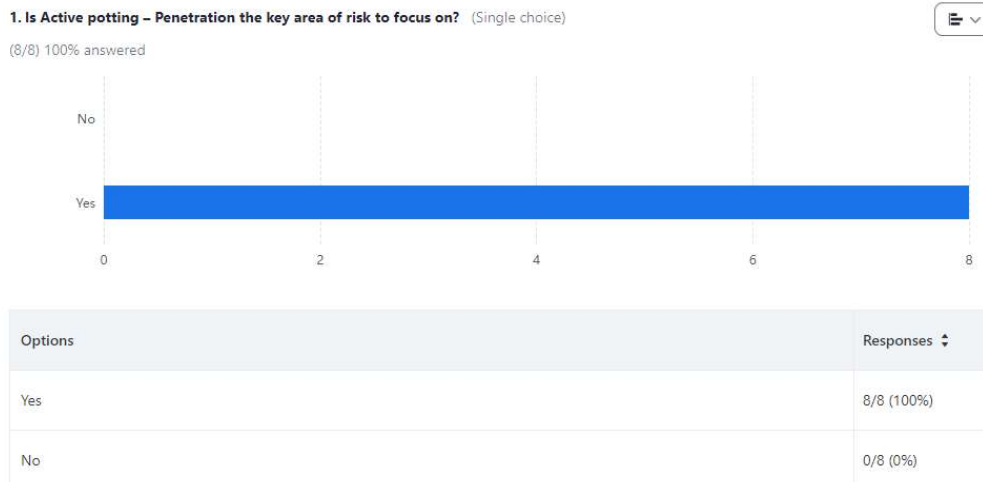 1. Is Active potting – Penetration the key area of risk to focus on? (Single choice)
(8/8) 100% answered
No
Yes
0 2 4 6 8
Options Responses
Yes 8/8 (100%)
No 0/8 (0%)